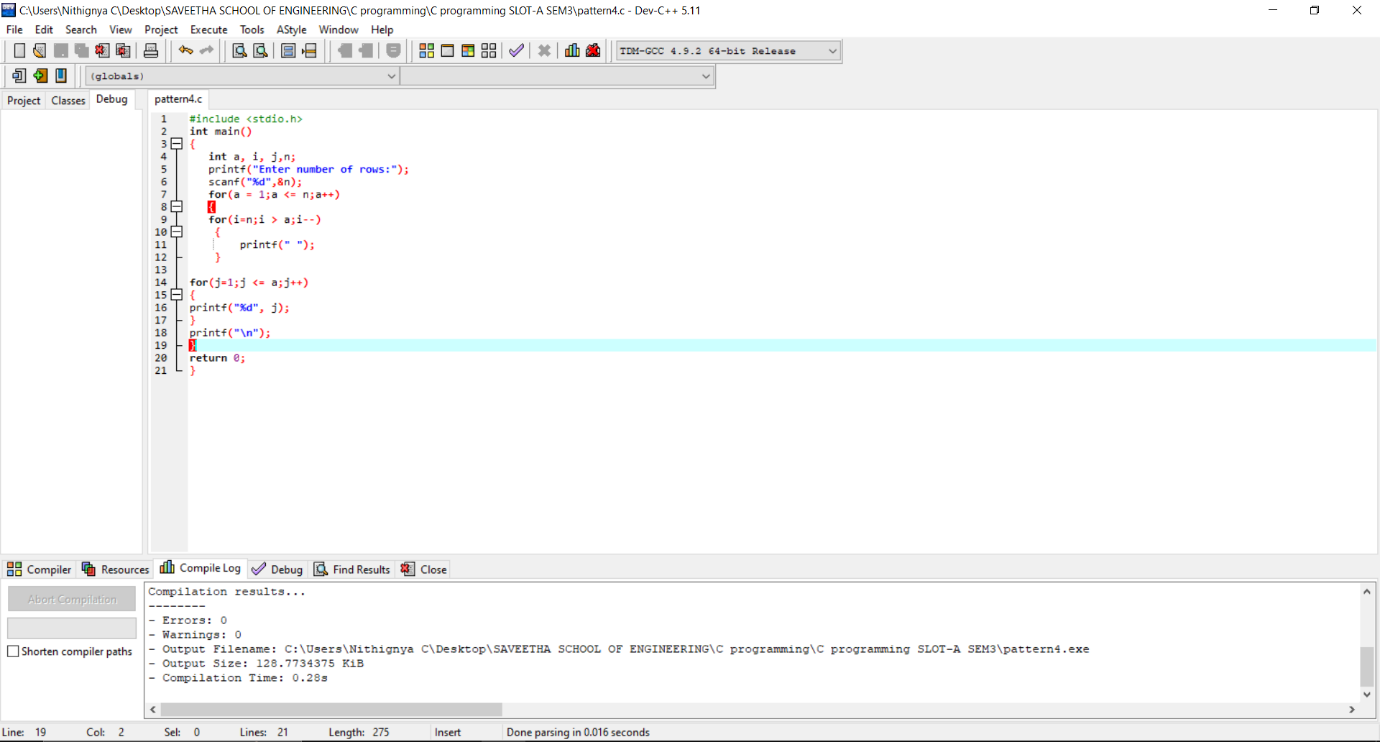 C:\Users\Nithignya C\Desktop\SAVEETHA SCHOOL OF ENGINEERING\C programming\C programming SLOT-A SEM3\pattern4.c - Dev-C++ 5.11
File Edit Search View Project Execute Tools AStyle Window Help
TDM-GCC 4.9.2 64-bit Release
(globals)
Project Classes Debug
pattern4.c
1 #include <stdio.h>
2 int main()
3 {
4 int a, i, j,n;
5 printf("Enter number of rows:");
6 scanf("%d",&n);
7 for(a = 1;a <= n;a++)
8 {
9 for(i=n;i > a;i--)
10 {
11 printf(" ");
12 }
13
14 for(j=1;j <= a;j++)
15 {
16 printf("%d", j);
17 }
18 printf("\n");
19 }
20 return 0;
21 }
Compiler Resources Compile Log Debug Find Results Close
Abort Compilation
Shorten compiler paths
Compilation results...
--------
- Errors: 0
- Warnings: 0
- Output Filename: C:\Users\Nithignya C\Desktop\SAVEETHA SCHOOL OF ENGINEERING\C programming\C programming SLOT-A SEM3\pattern4.exe
- Output Size: 128.7734375 KiB
- Compilation Time: 0.28s
Line: 19 Col: 2 Sel: 0 Lines: 21 Length: 275 Insert Done parsing in 0.016 seconds